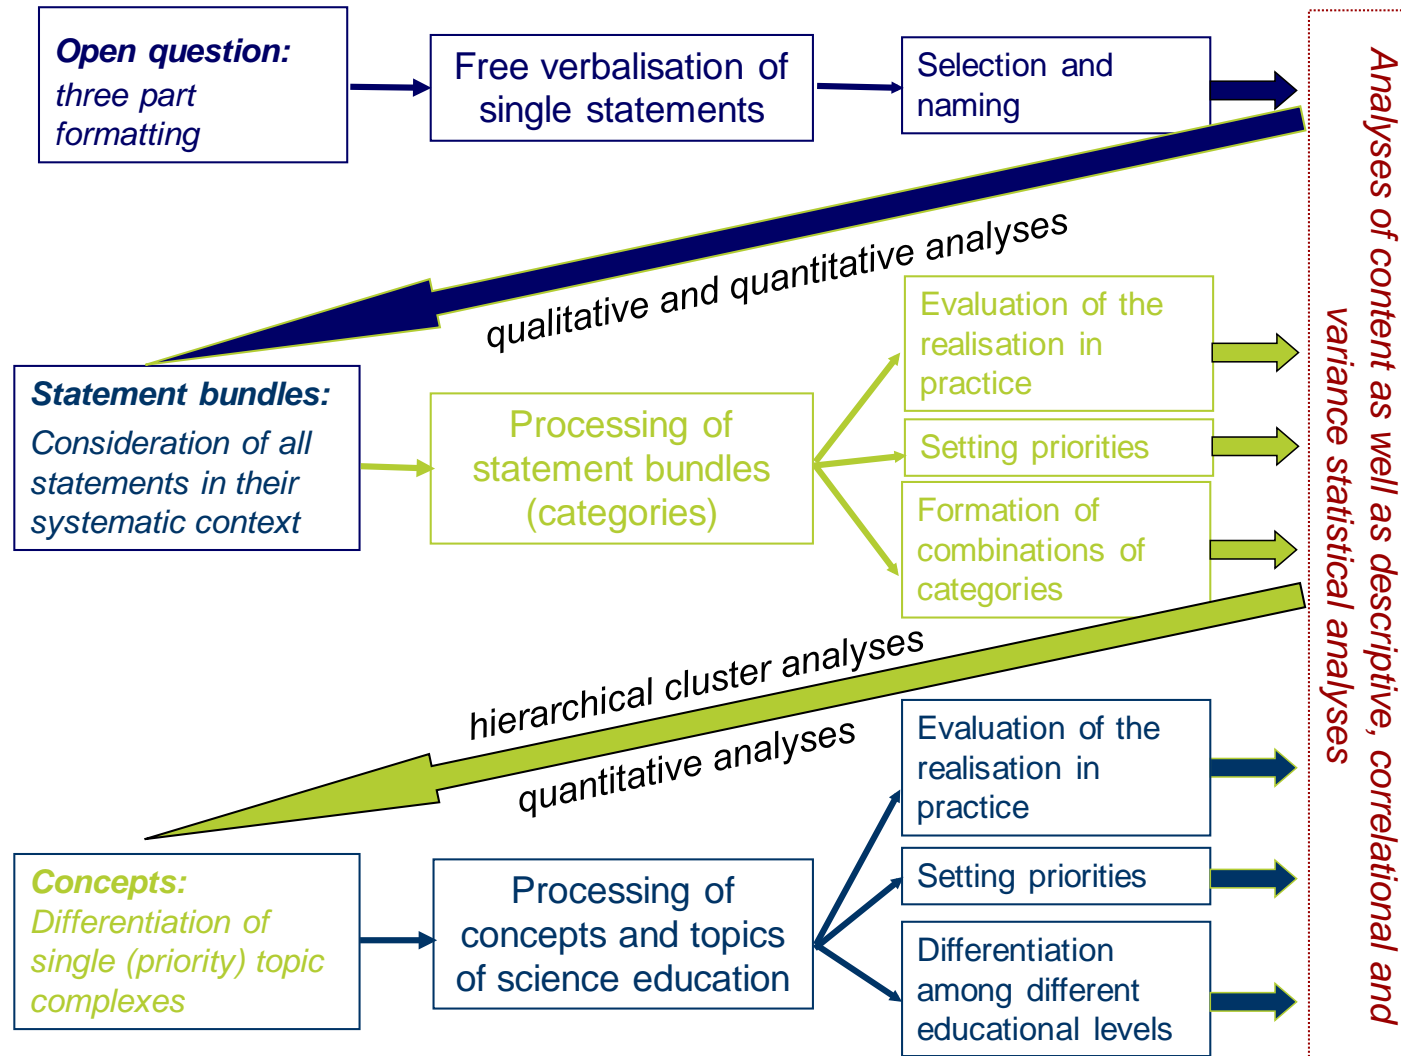 Open question:
three part
formatting
Free verbalisation of
single statements
Selection and
naming
qualitative and quantitative analyses
Statement bundles:
Consideration of all
statements in their
systematic context
Processing of
statement bundles
(categories)
Evaluation of the
realisation in
practice
Setting priorities
Formation of
combinations of
categories
hierarchical cluster analyses
quantitative analyses
Concepts:
Differentiation of
single (priority) topic
complexes
Processing of
concepts and topics
of science education
Evaluation of the
realisation in
practice
Setting priorities
Differentiation
among different
educational levels
Analyses of content as well as descriptive, correlational and
variance statistical analyses